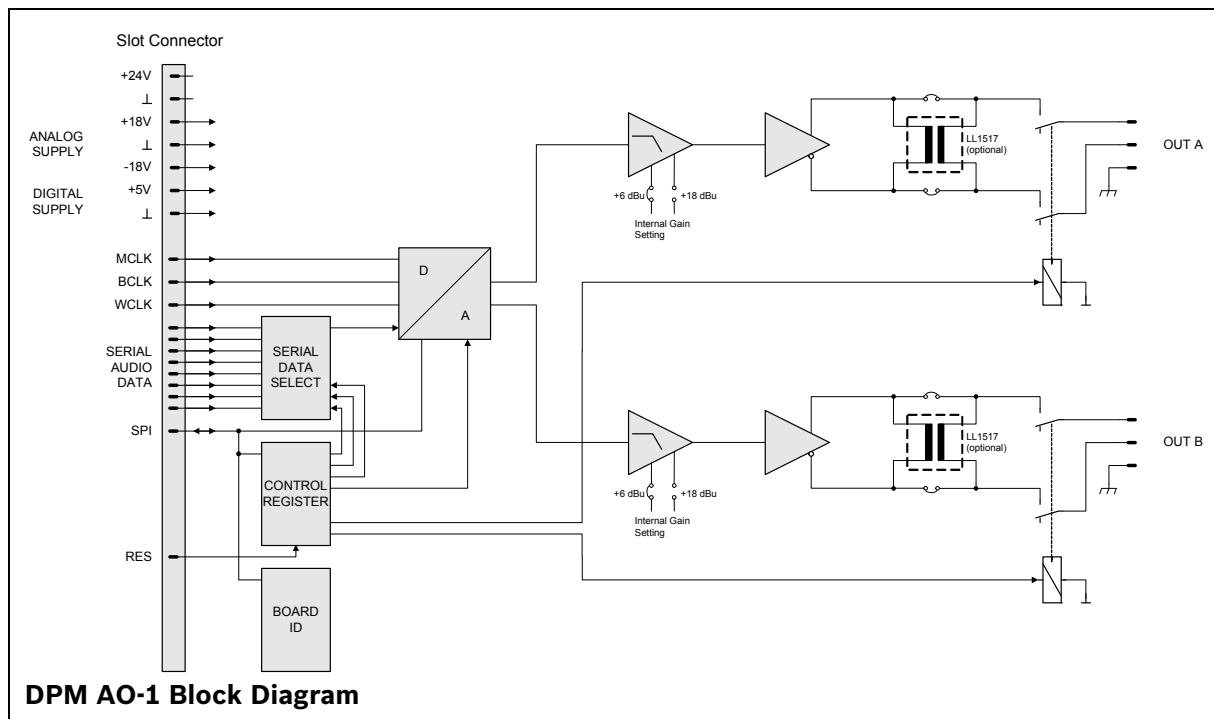 Slot Connector
+24V
⊥
+18V
ANALOG
SUPPLY
⊥
-18V
DIGITAL
SUPPLY
+5V
⊥
MCLK
BCLK
WCLK
SERIAL
AUDIO
DATA
SPI
RES
SERIAL
DATA
SELECT
CONTROL
REGISTER
BOARD
ID
D
A
+6 dBu
+18 dBu
Internal Gain
Setting
LL1517
(optional)
OUT A
+6 dBu
+18 dBu
Internal Gain
Setting
LL1517
(optional)
OUT B
DPM AO-1 Block Diagram